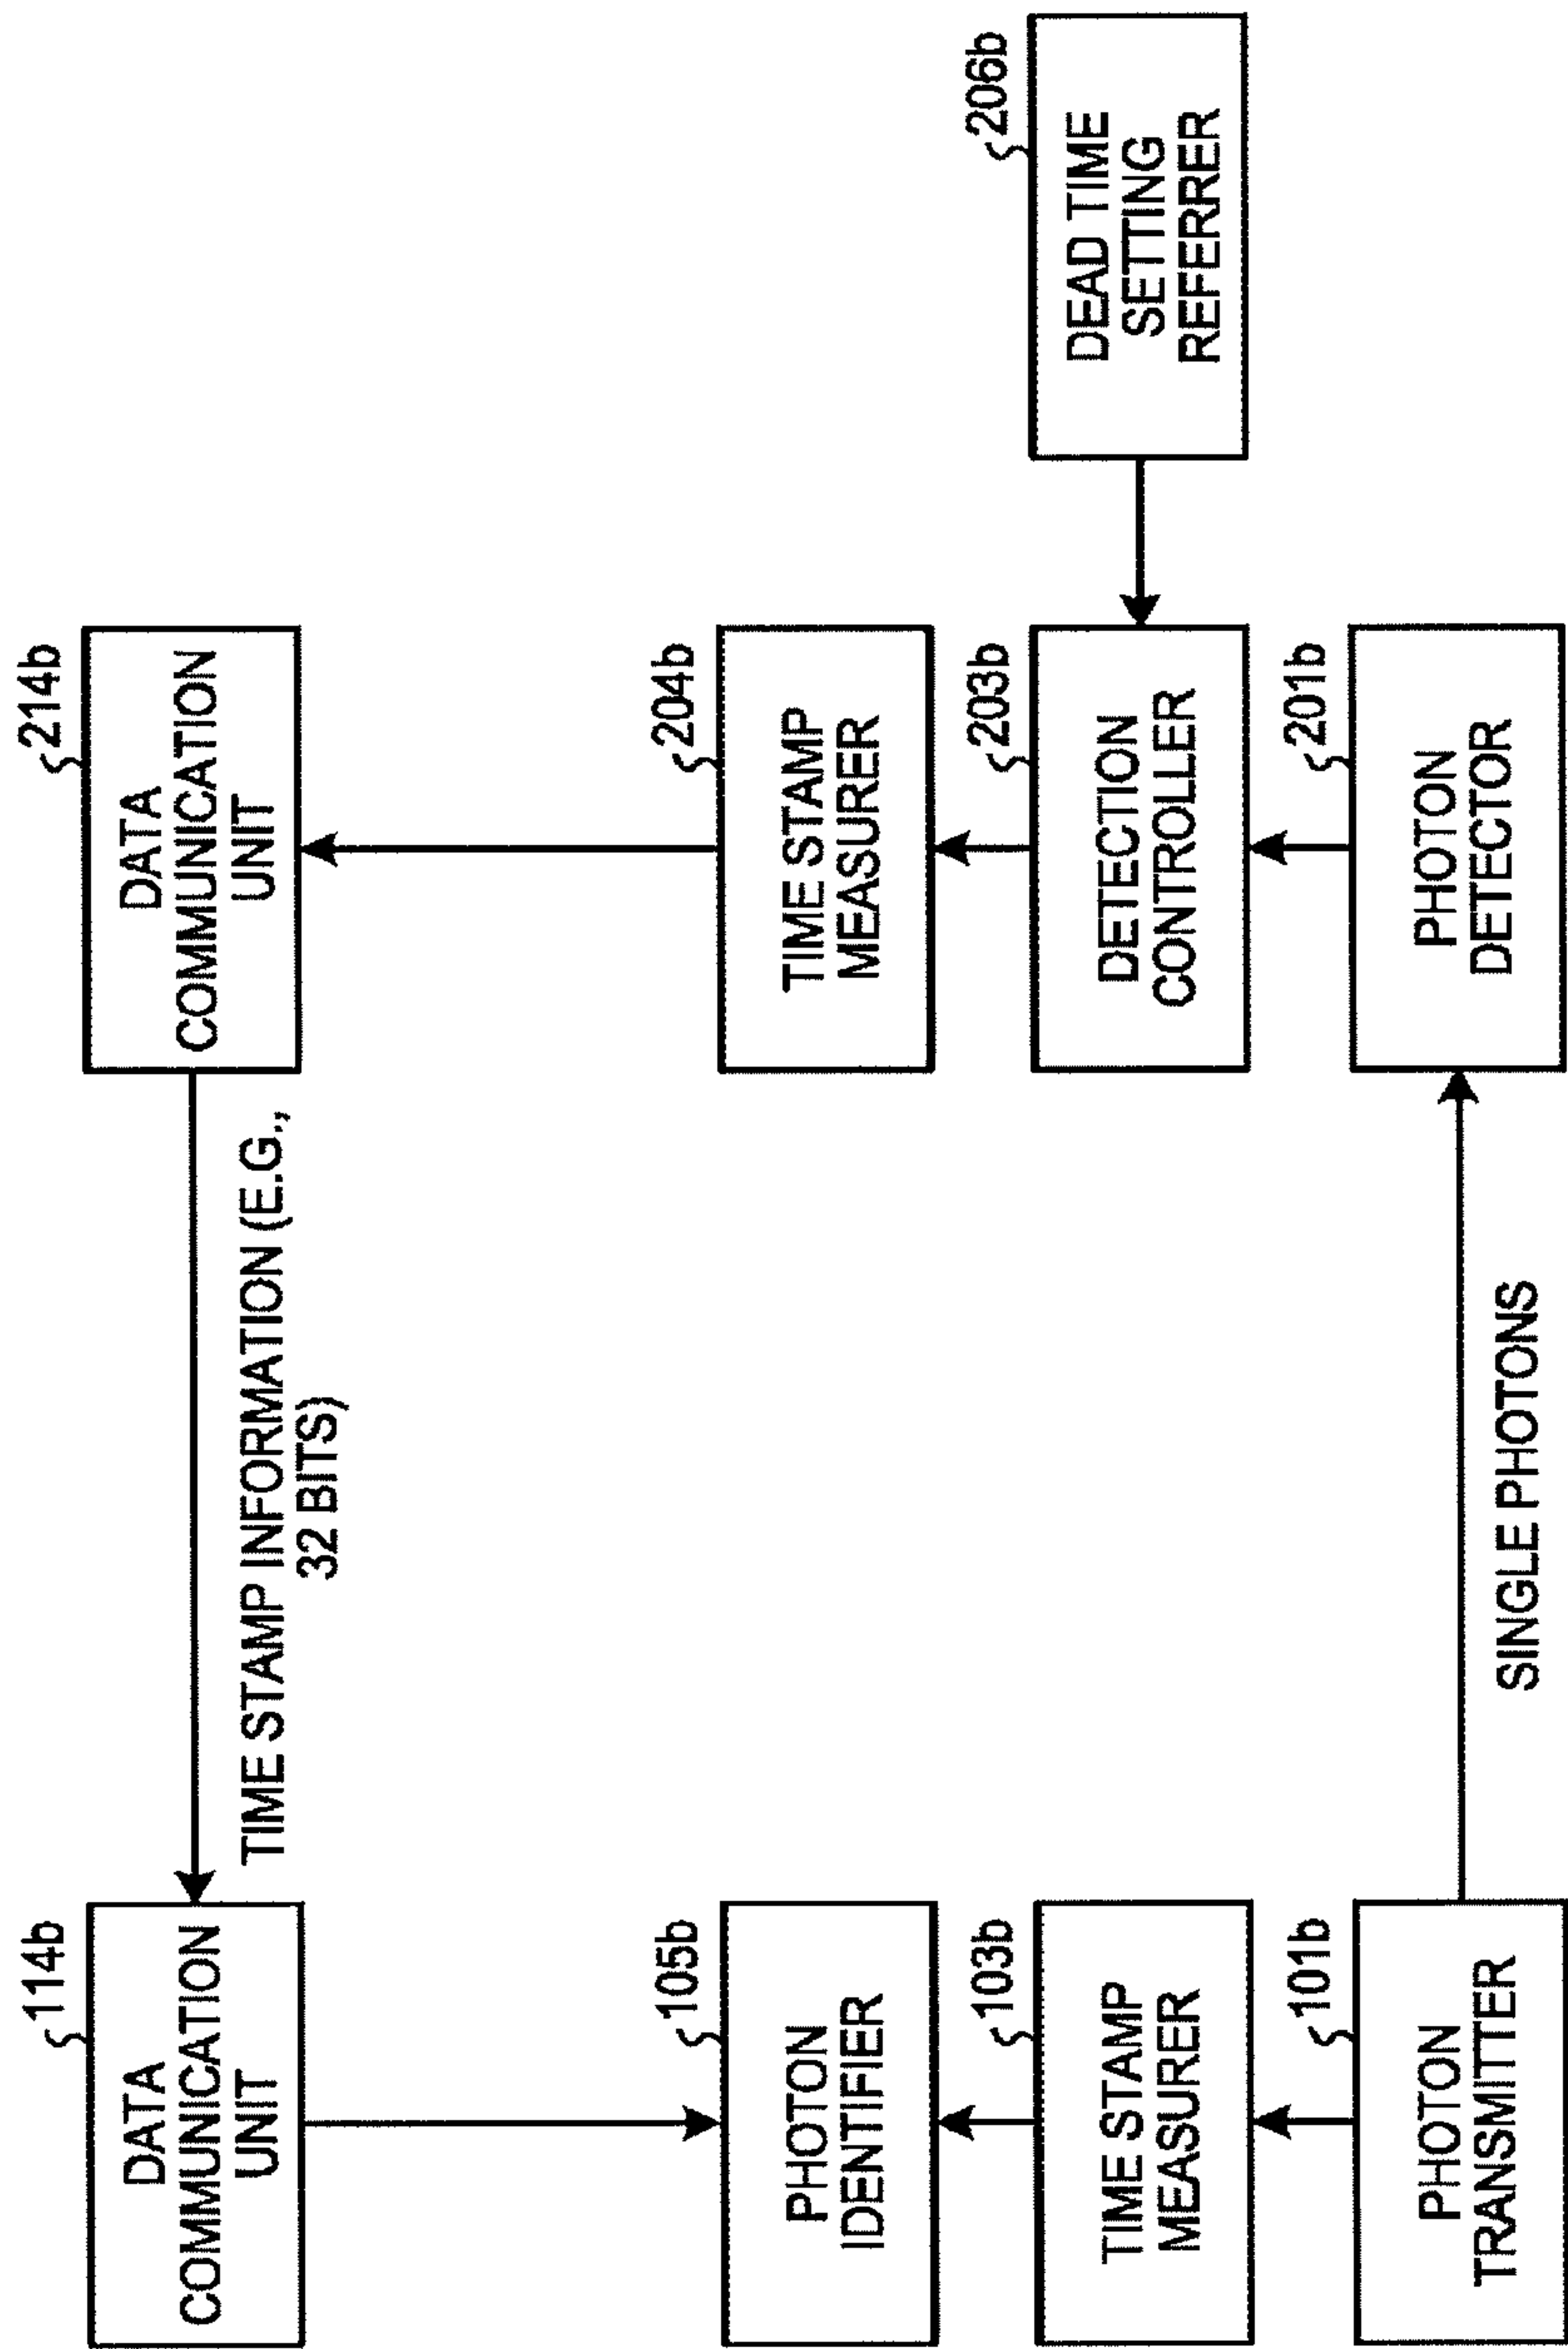 114b
DATA
COMMUNICATION
UNIT
TIME STAMP INFORMATION (E.G.,
32 BITS)
214b
DATA
COMMUNICATION
UNIT
105b
PHOTON
IDENTIFIER
204b
TIME STAMP
MEASURER
103b
TIME STAMP
MEASURER
203b
DETECTION
CONTROLLER
206b
DEAD TIME
SETTING
REFERRER
101b
PHOTON
TRANSMITTER
SINGLE PHOTONS
201b
PHOTON
DETECTOR